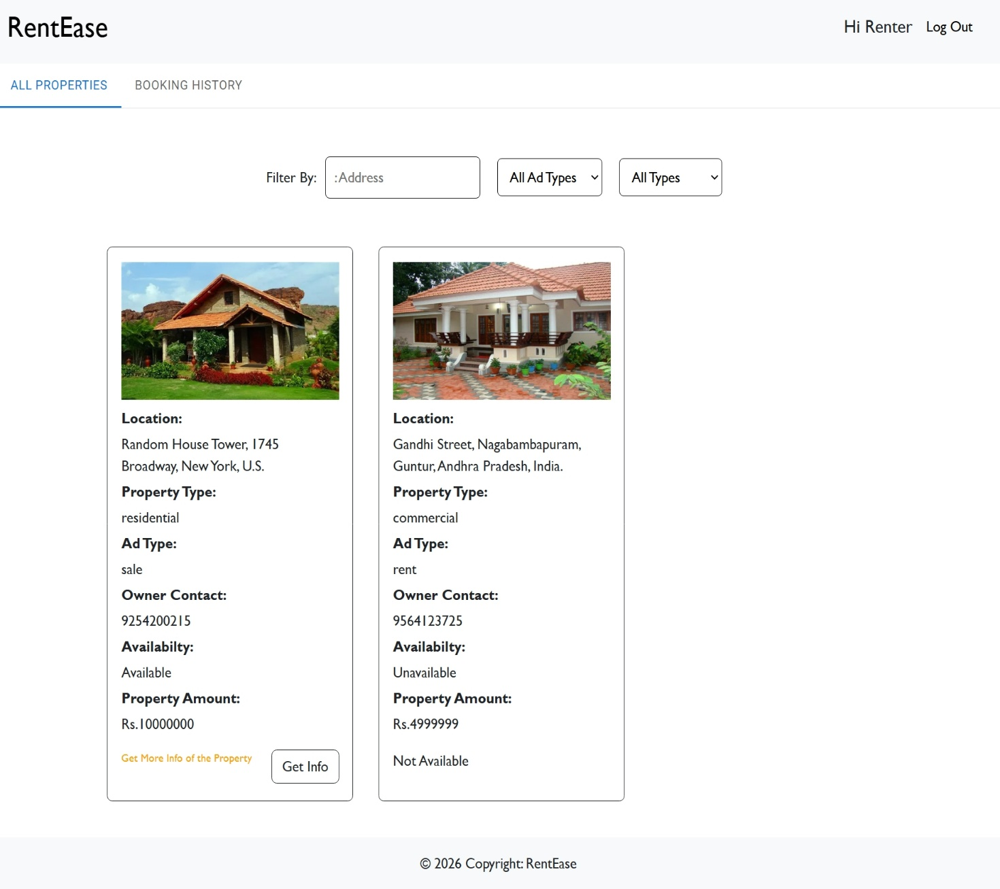 RentEase
Hi Renter Log Out
ALL PROPERTIES BOOKING HISTORY
Filter By: :Address All Ad Types All Types
Location:
Random House Tower, 1745
Broadway, New York, U.S.
Property Type:
residential
Ad Type:
sale
Owner Contact:
9254200215
Availabilty:
Available
Property Amount:
Rs.10000000
Get More Info of the Property
Get Info
Location:
Gandhi Street, Nagabambapuram,
Guntur, Andhra Pradesh, India.
Property Type:
commercial
Ad Type:
rent
Owner Contact:
9564123725
Availabilty:
Unavailable
Property Amount:
Rs.4999999
Not Available
© 2026 Copyright: RentEase